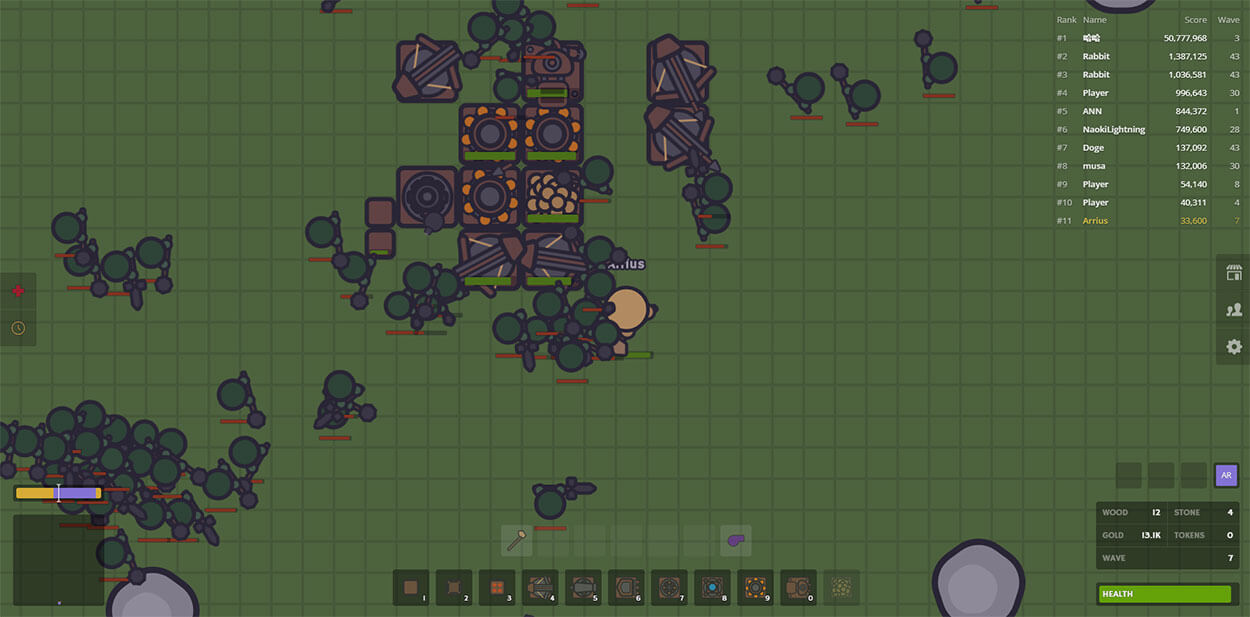 Rank Name Score Wave
#1 哈哈 50,777,968 3
#2 Rabbit 1,387,125 43
#3 Rabbit 1,036,581 43
#4 Player 996,643 30
#5 ANN 844,372 1
#6 NaokiLightning 749,600 28
#7 Doge 137,092 43
#8 musa 132,006 30
#9 Player 54,140 8
#10 Player 40,311 4
#11 Arrius 33,600 7
Arrius
AR
WOOD 12 STONE 4
GOLD 13.1K TOKENS 0
WAVE 7
HEALTH
1 2 3 4 5 6 7 8 9 0